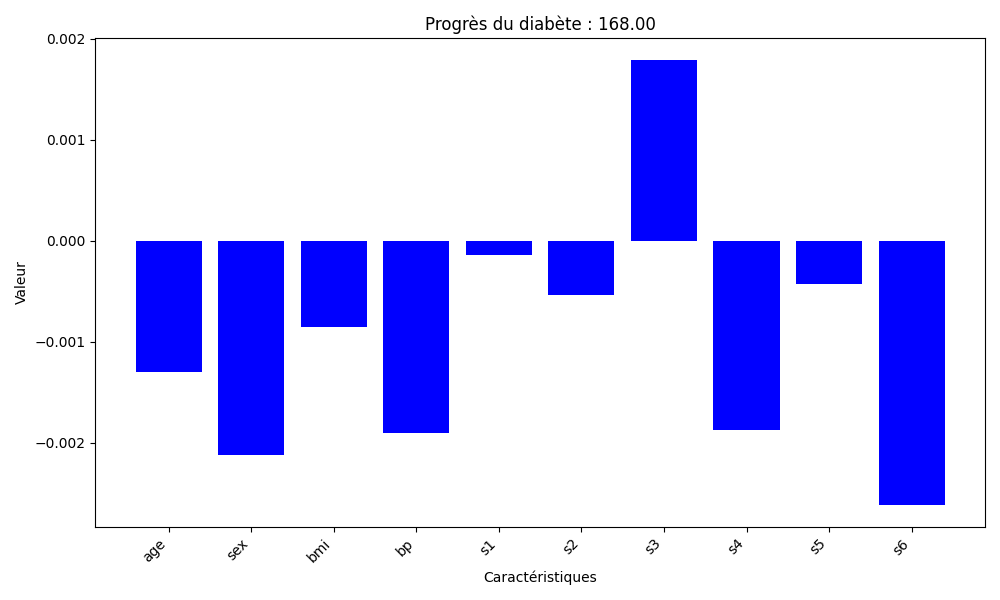 Progrès du diabète : 168.00
0.002
0.001
0.000
−0.001
−0.002
Valeur
age
sex
bmi
bp
s1
s2
s3
s4
s5
s6
Caractéristiques